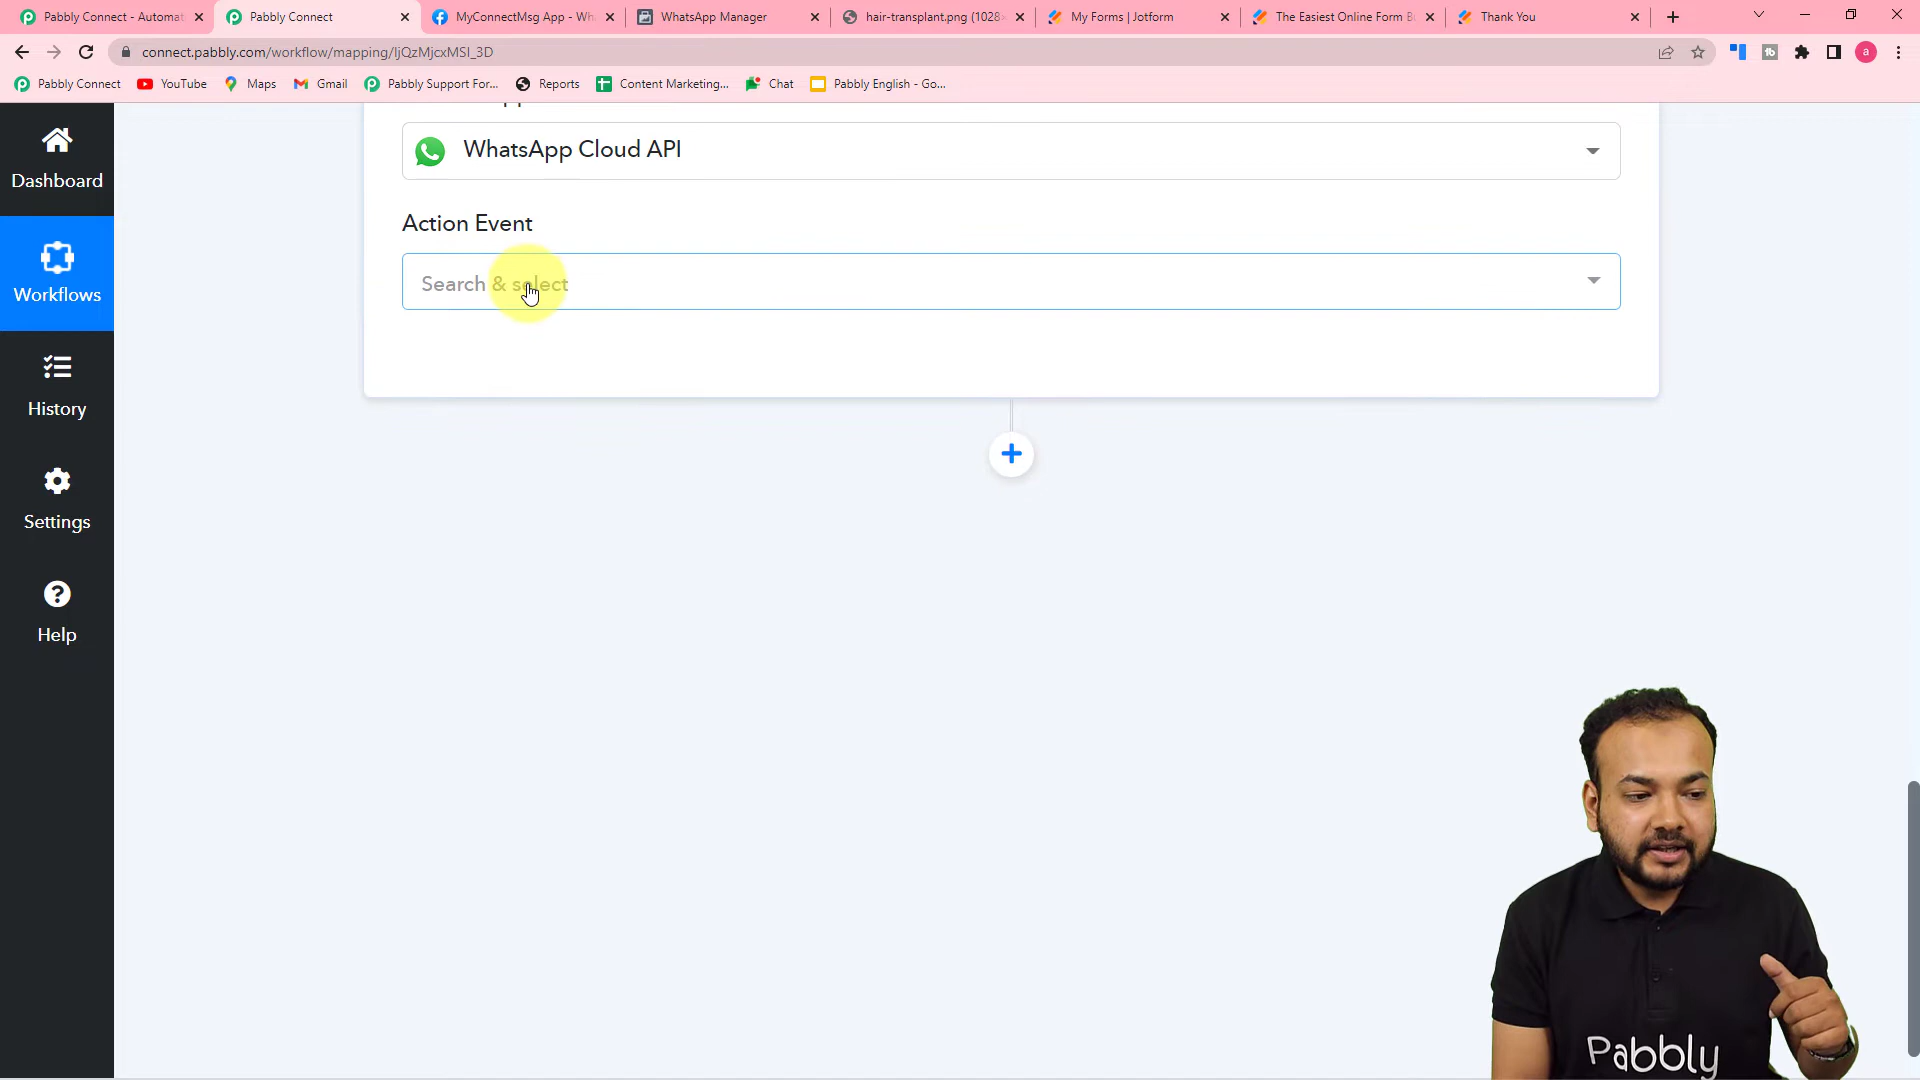 Pabbly Connect - Automat
Pabbly Connect
MyConnectMsg App - Wh
WhatsApp Manager
hair-transplant.png (1028×
My Forms | Jotform
The Easiest Online Form B
Thank You
connect.pabbly.com/workflow/mapping/IjQzMjcxMSI_3D
a
Pabbly Connect
YouTube
Maps
Gmail
Pabbly Support For...
Reports
Content Marketing...
Chat
Pabbly English - Go...
Dashboard
Workflows
History
Settings
Help
WhatsApp Cloud API
Action Event
Search & select
Pabbly